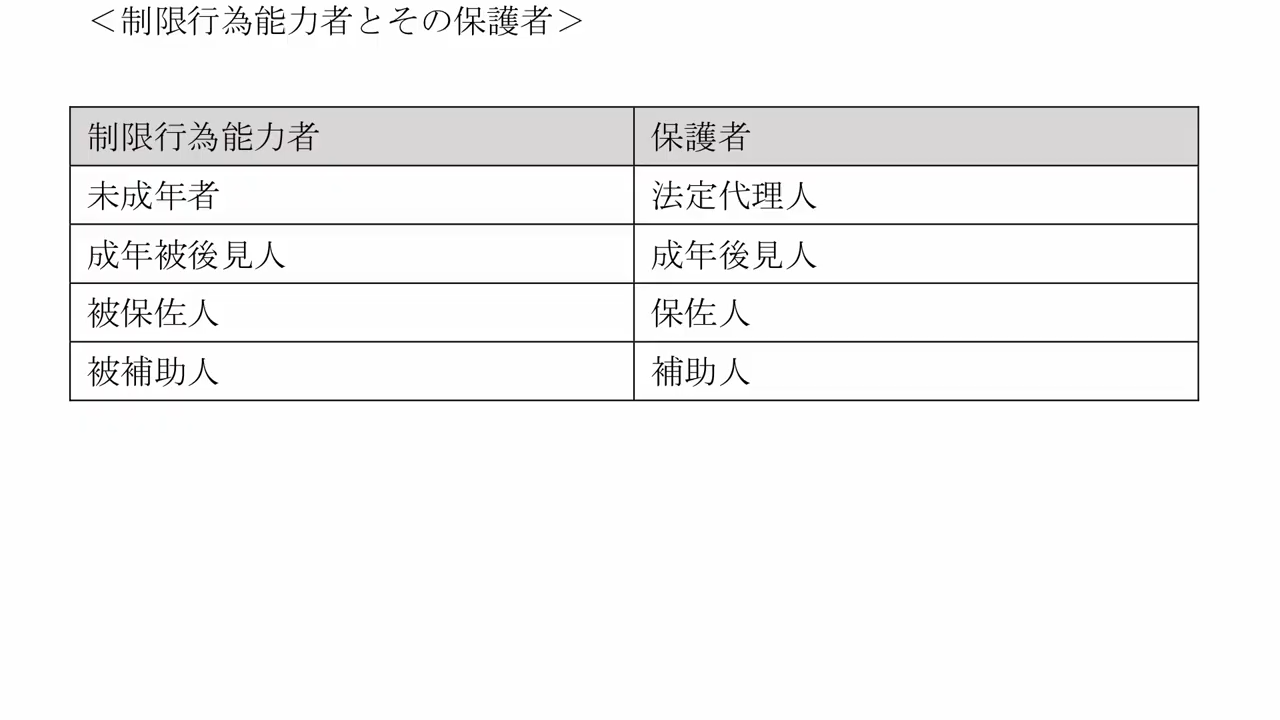 ＜制限行為能力者とその保護者＞
制限行為能力者 保護者
未成年者 法定代理人
成年被後見人 成年後見人
被保佐人 保佐人
被補助人 補助人